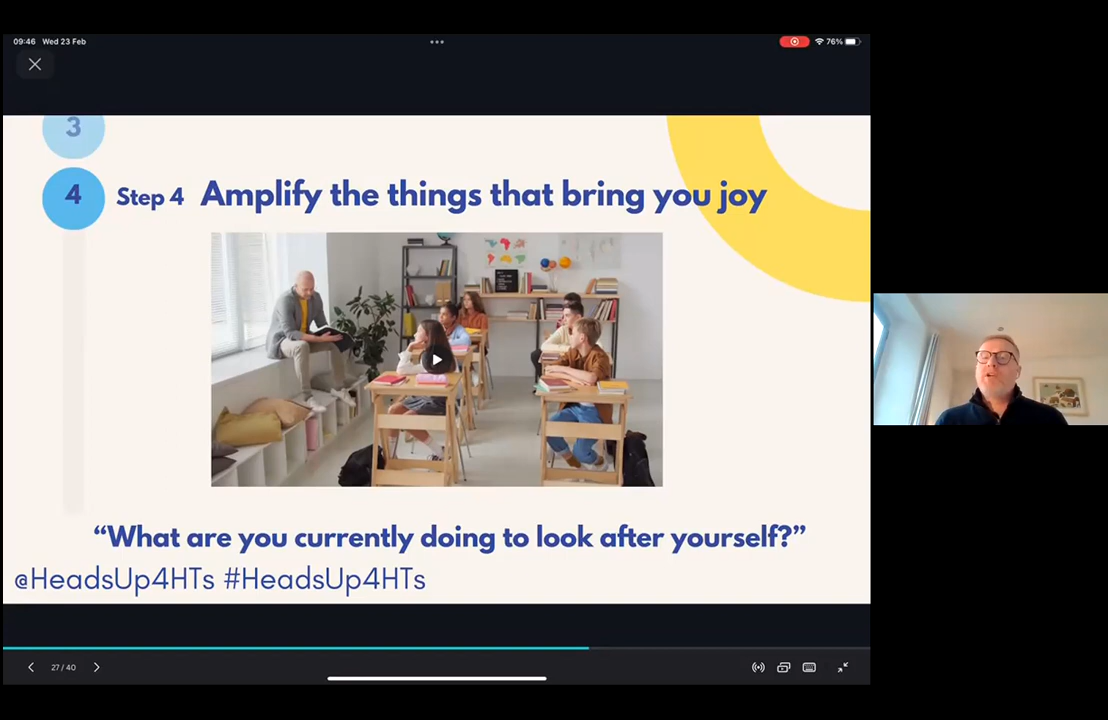 09:46 Wed 23 Feb
76%
3
4
Step 4 Amplify the things that bring you joy
“What are you currently doing to look after yourself?”
@HeadsUp4HTs #HeadsUp4HTs
27 / 40